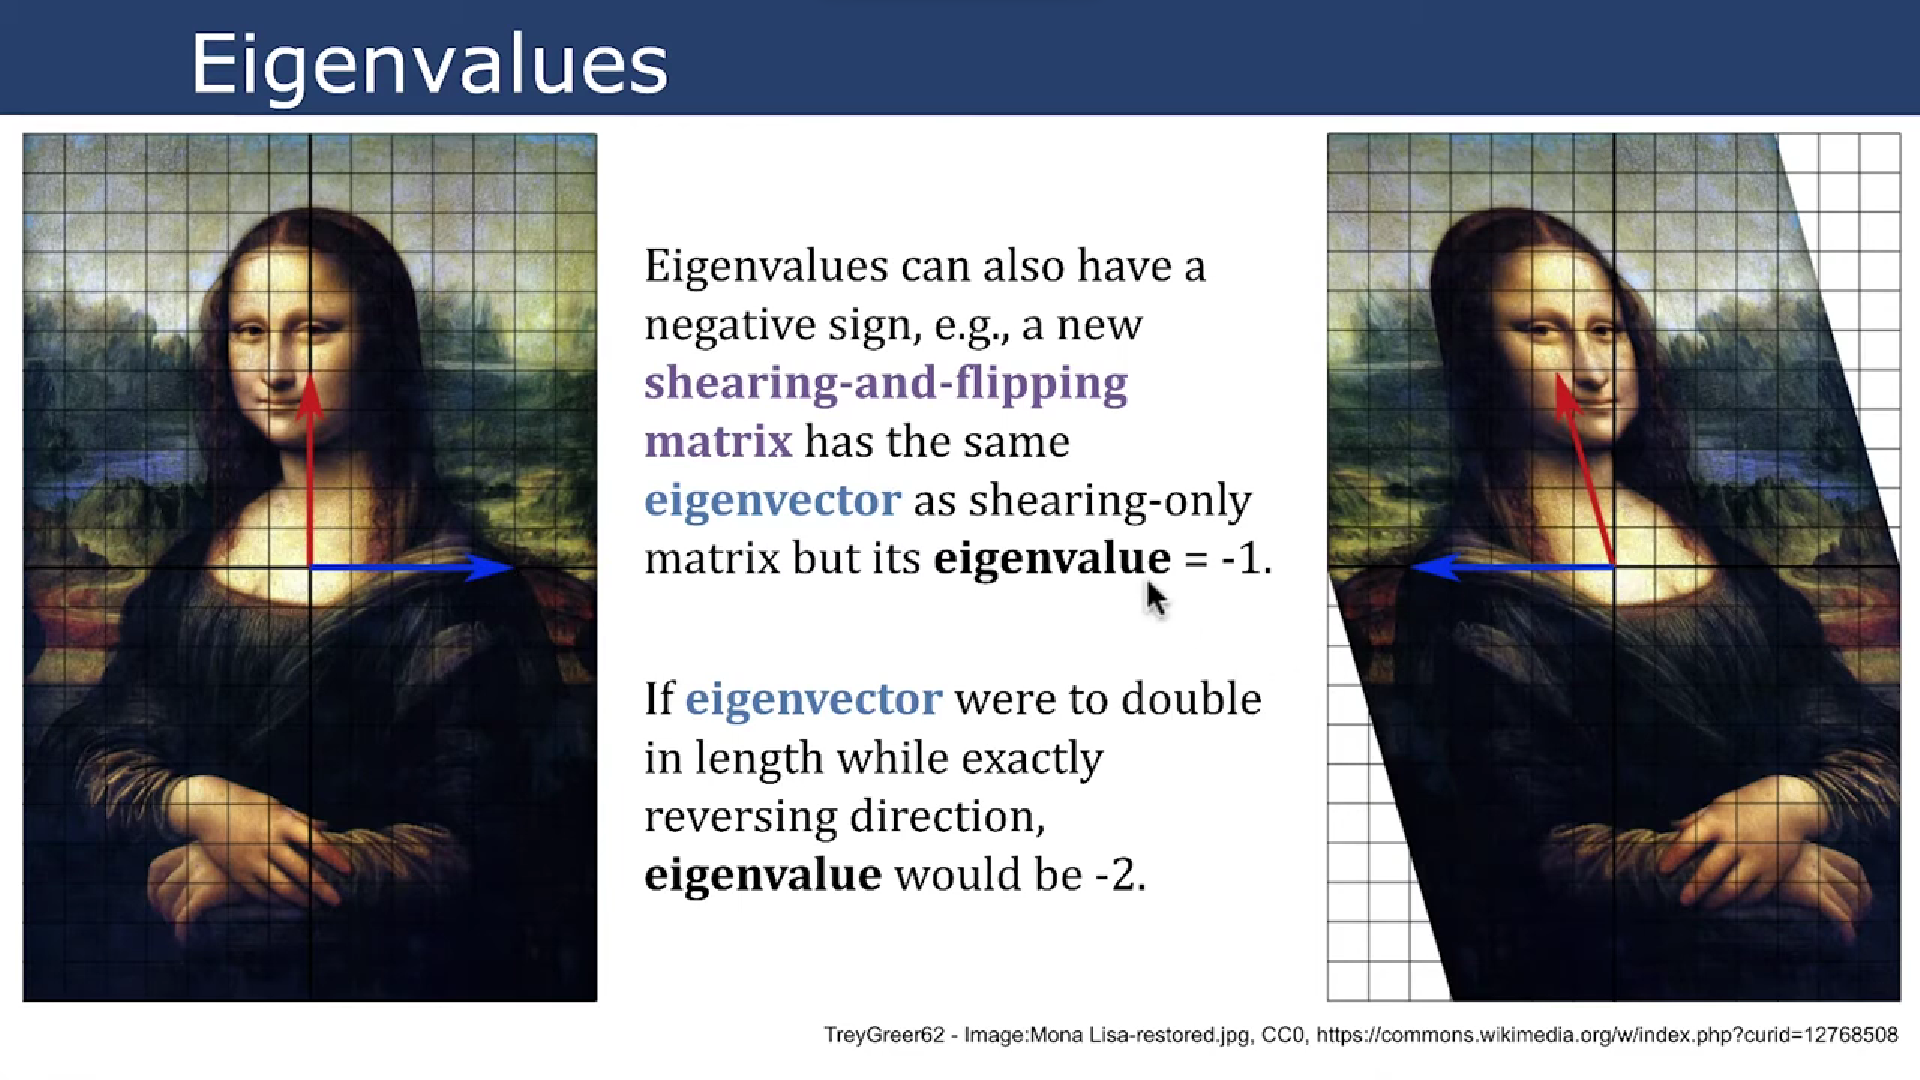 Eigenvalues
Eigenvalues can also have a
negative sign, e.g., a new
shearing-and-flipping
matrix has the same
eigenvector as shearing-only
matrix but its eigenvalue = -1.
If eigenvector were to double
in length while exactly
reversing direction,
eigenvalue would be -2.
TreyGreer62 - Image:Mona Lisa-restored.jpg, CC0, https://commons.wikimedia.org/w/index.php?curid=12768508